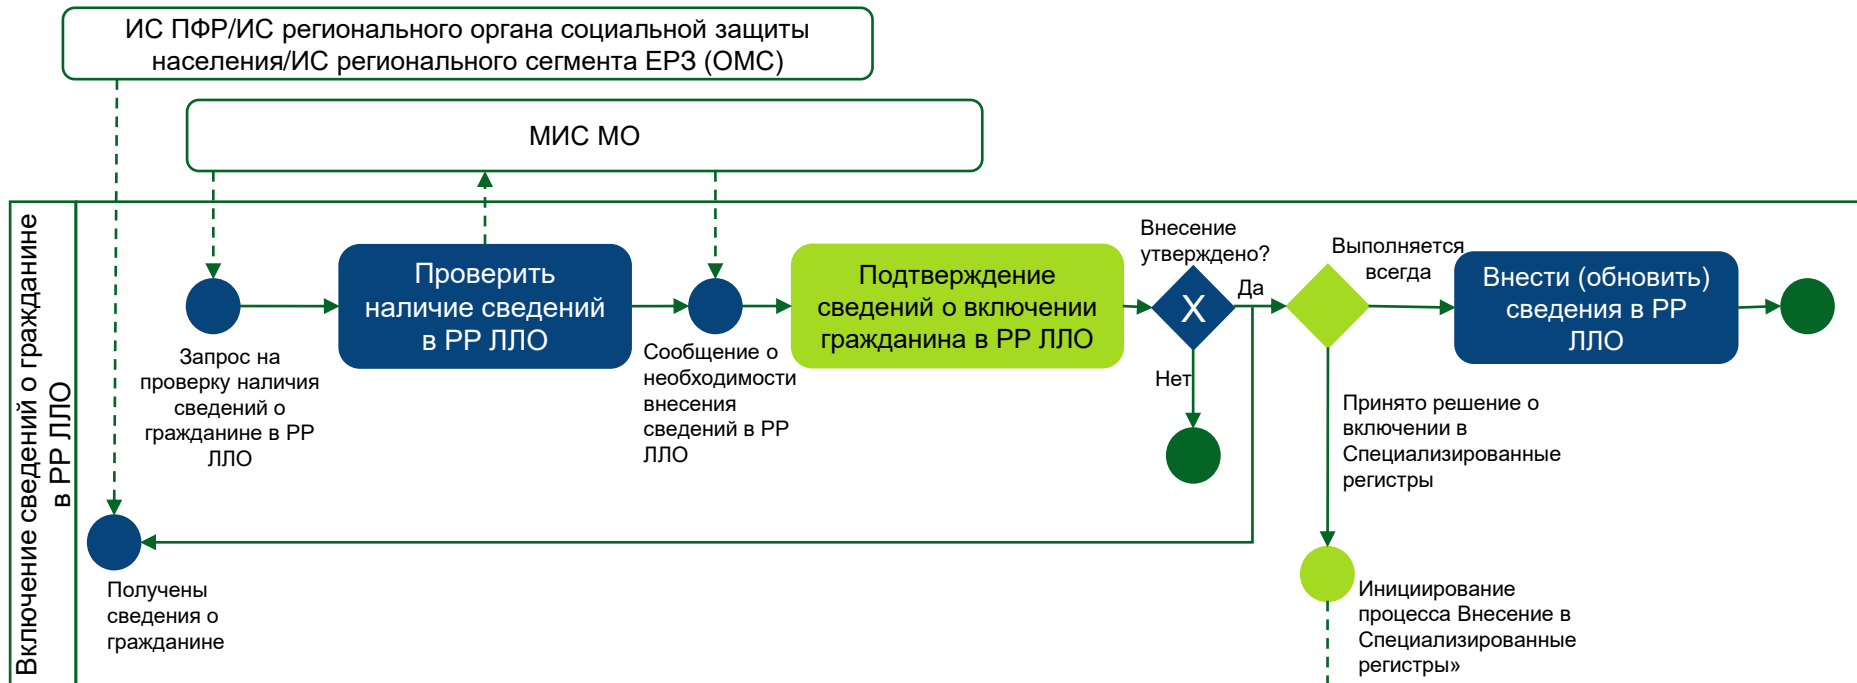 ИС ПФР/ИС регионального органа социальной защиты
населения/ИС регионального сегмента ЕРЗ (ОМС)
МИС МО
Включение сведений о гражданине
в РР ЛЛО
Запрос на
проверку наличия
сведений о
гражданине в РР
ЛЛО
Проверить
наличие сведений
в РР ЛЛО
Сообщение о
необходимости
внесения
сведений в РР
ЛЛО
Подтверждение
сведений о включении
гражданина в РР ЛЛО
Внесение
утверждено?
X
Да
Нет
Выполняется
всегда
Внести (обновить)
сведения в РР
ЛЛО
Принято решение о
включении в
Специализированные
регистры
Получены
сведения о
гражданине
Инициирование
процесса Внесение в
Специализированные
регистры»